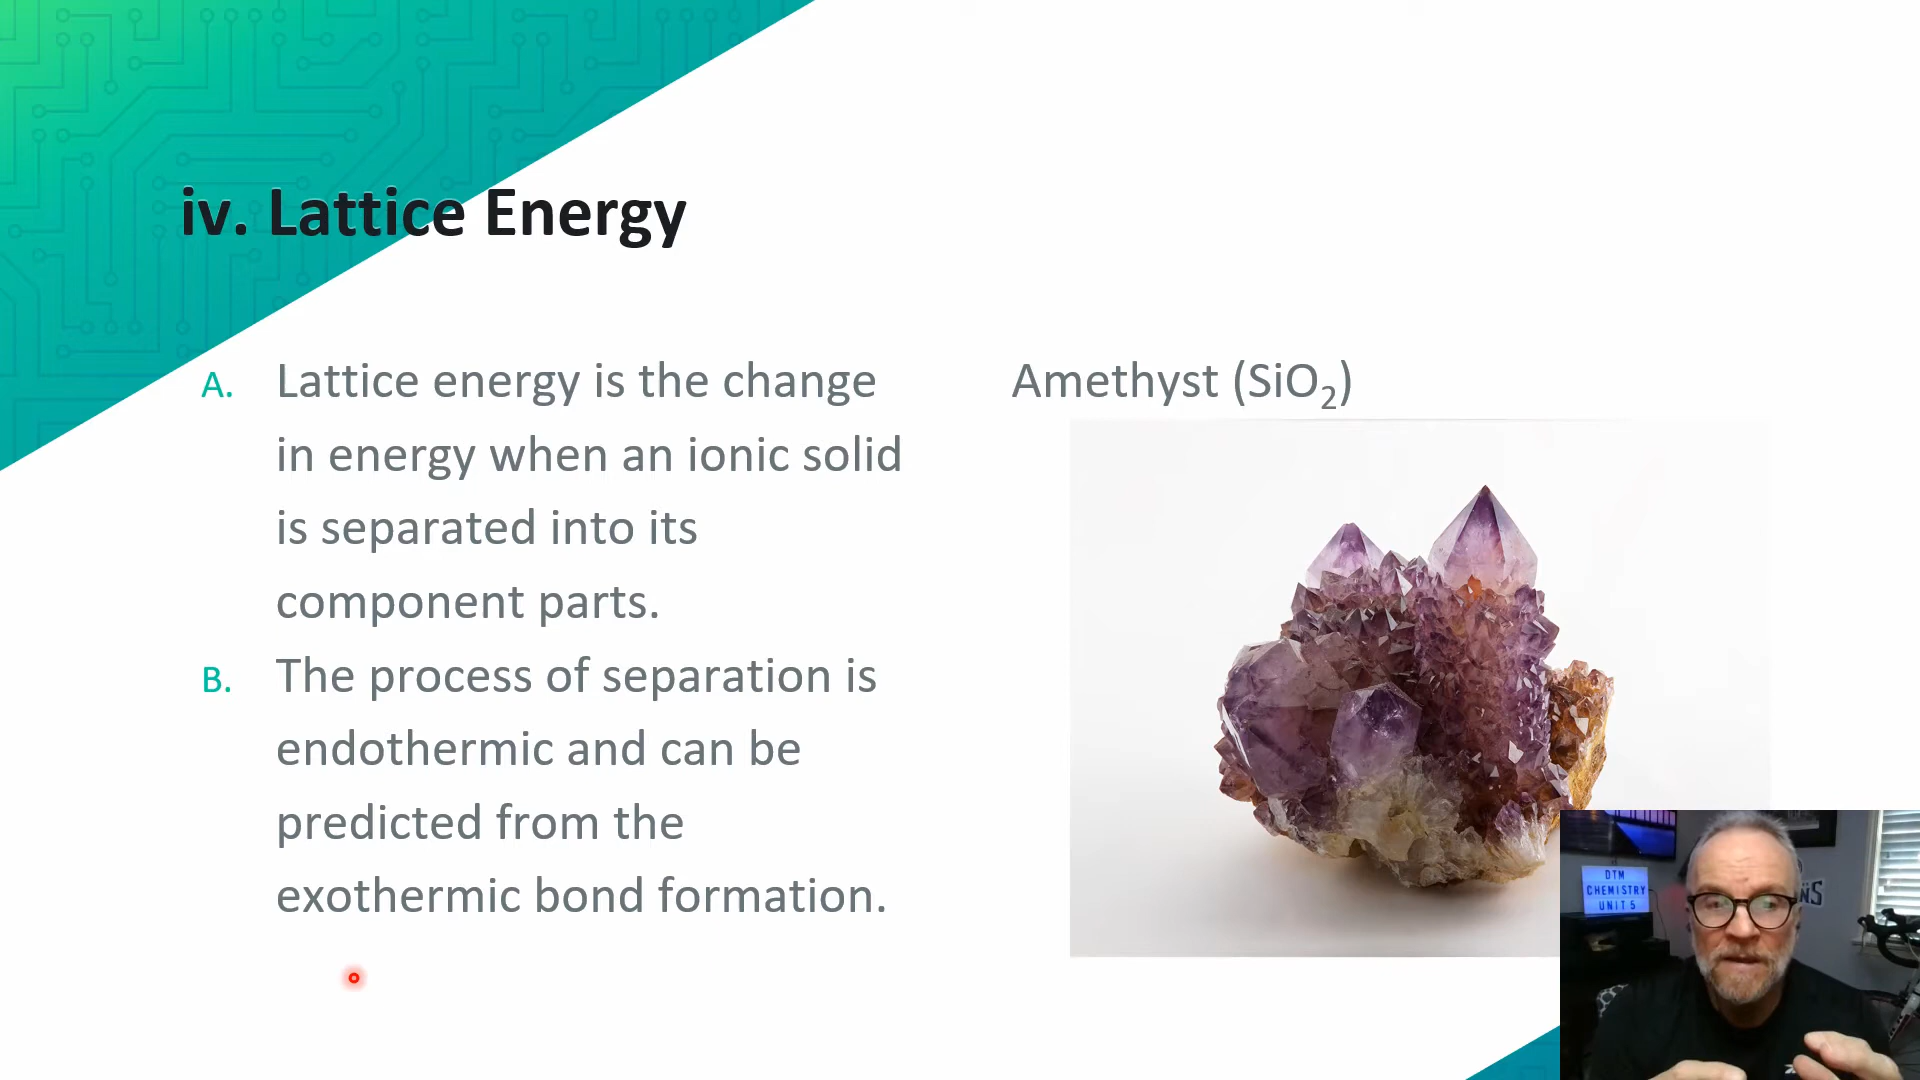 iv. Lattice Energy
A. Lattice energy is the change
in energy when an ionic solid
is separated into its
component parts.
B. The process of separation is
endothermic and can be
predicted from the
exothermic bond formation.
Amethyst (SiO₂)
DTM
CHEMISTRY
UNIT 5